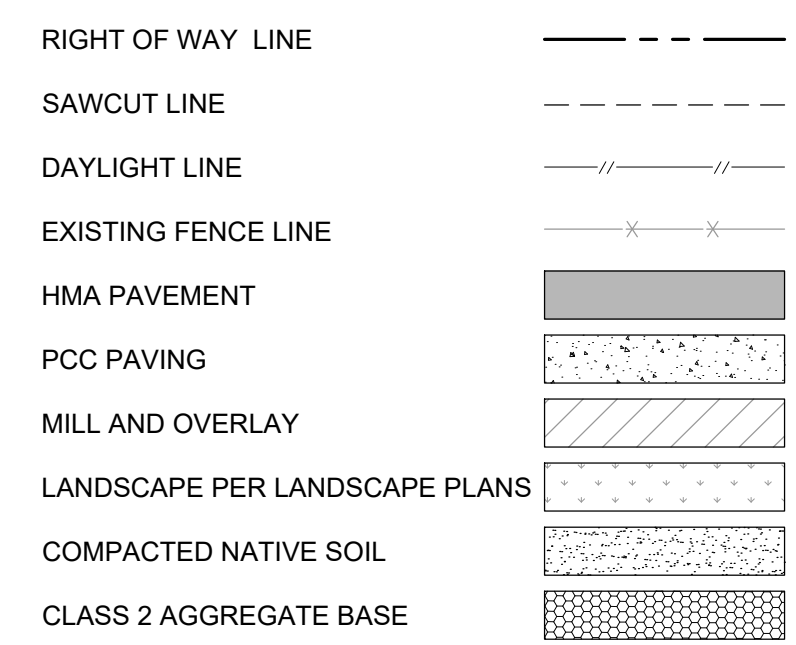 RIGHT OF WAY LINE
SAWCUT LINE
DAYLIGHT LINE
EXISTING FENCE LINE
HMA PAVEMENT
PCC PAVING
MILL AND OVERLAY
LANDSCAPE PER LANDSCAPE PLANS
COMPACTED NATIVE SOIL
CLASS 2 AGGREGATE BASE